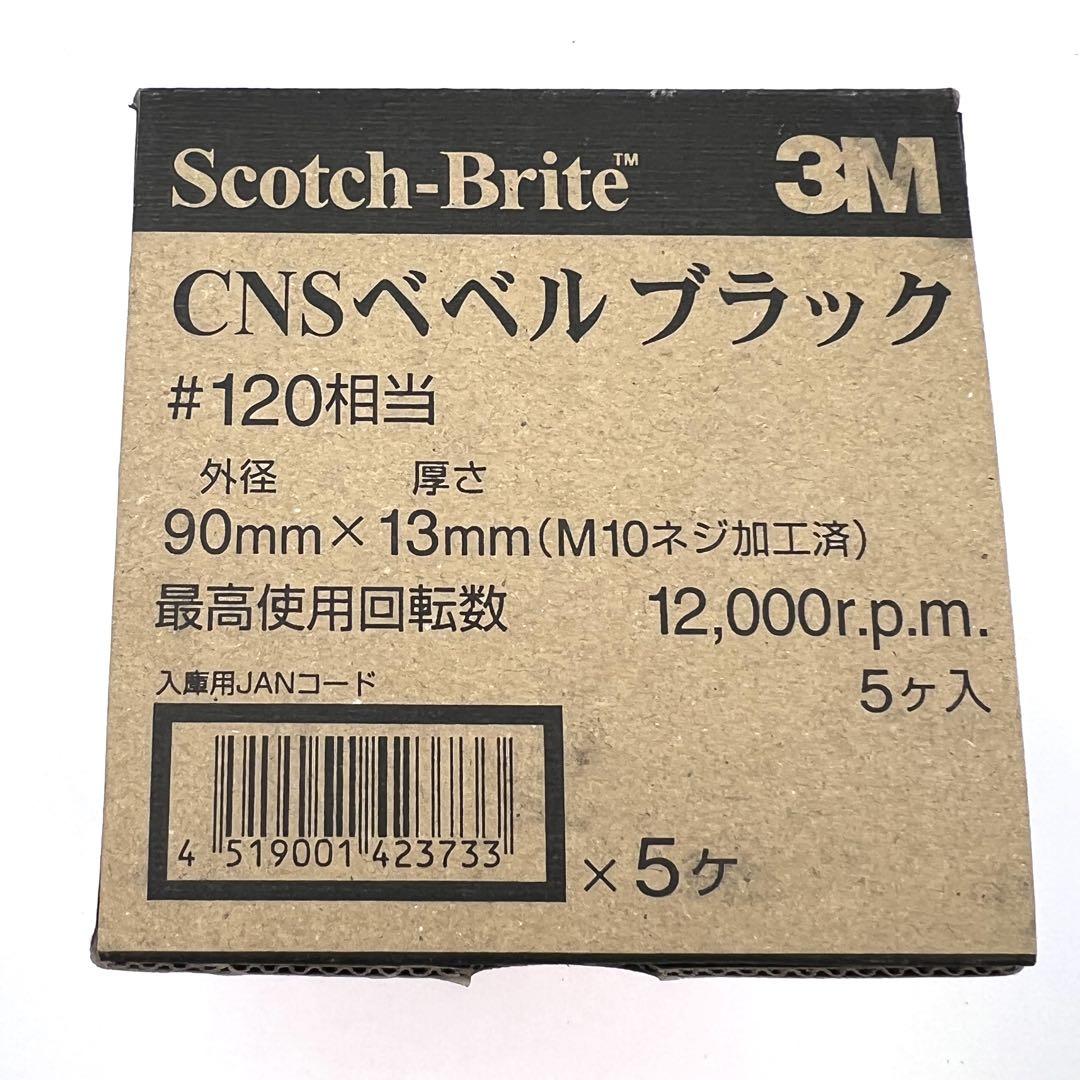 Scotch-Brite™ 3M
CNSベベル ブラック
#120相当
外径 厚さ
90mm×13mm(M10ネジ加工済)
最高使用回転数 12,000r.p.m.
入庫用JANコード 5ヶ入
4 519001 423733 ×5ヶ